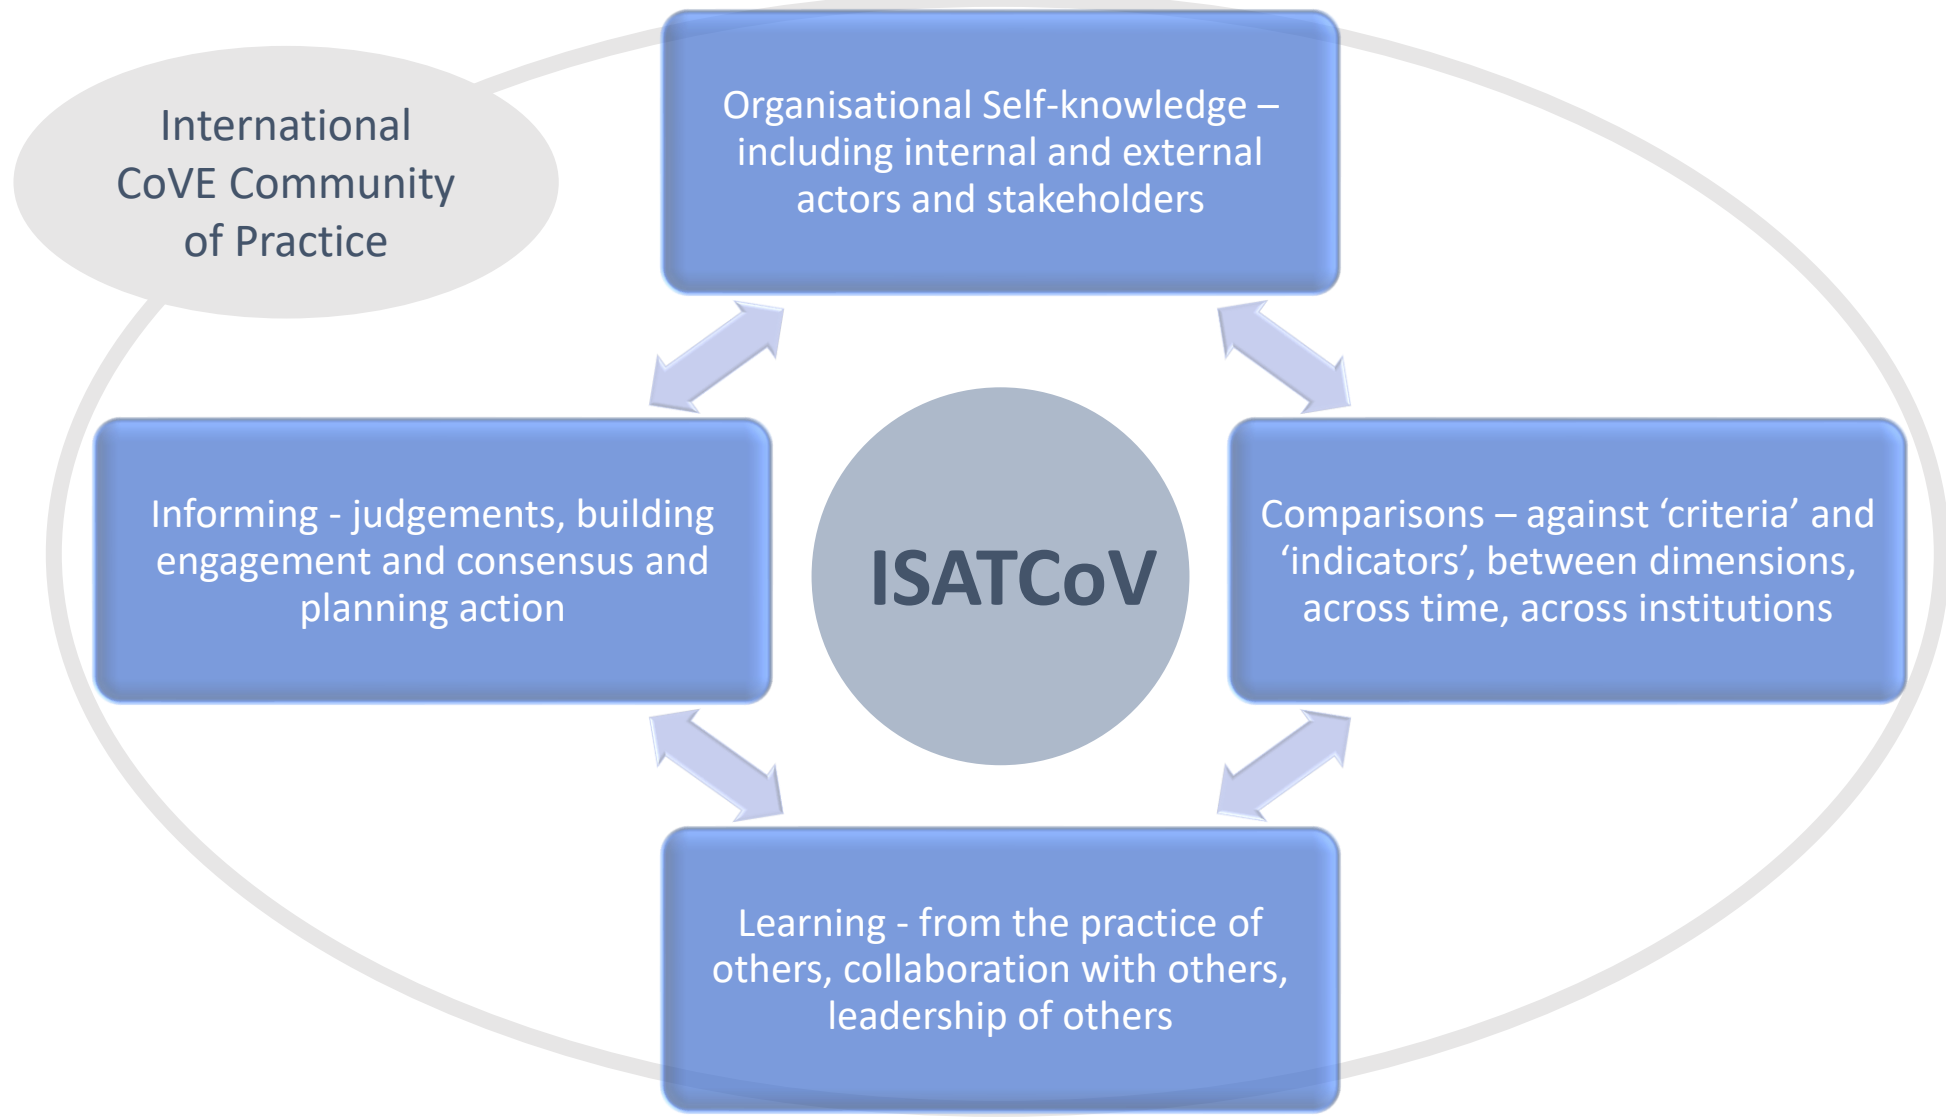 International
CoVE Community
of Practice
Organisational Self-knowledge –
including internal and external
actors and stakeholders
Informing - judgements, building
engagement and consensus and
planning action
ISATCoV
Comparisons – against ‘criteria’ and
‘indicators’, between dimensions,
across time, across institutions
Learning - from the practice of
others, collaboration with others,
leadership of others